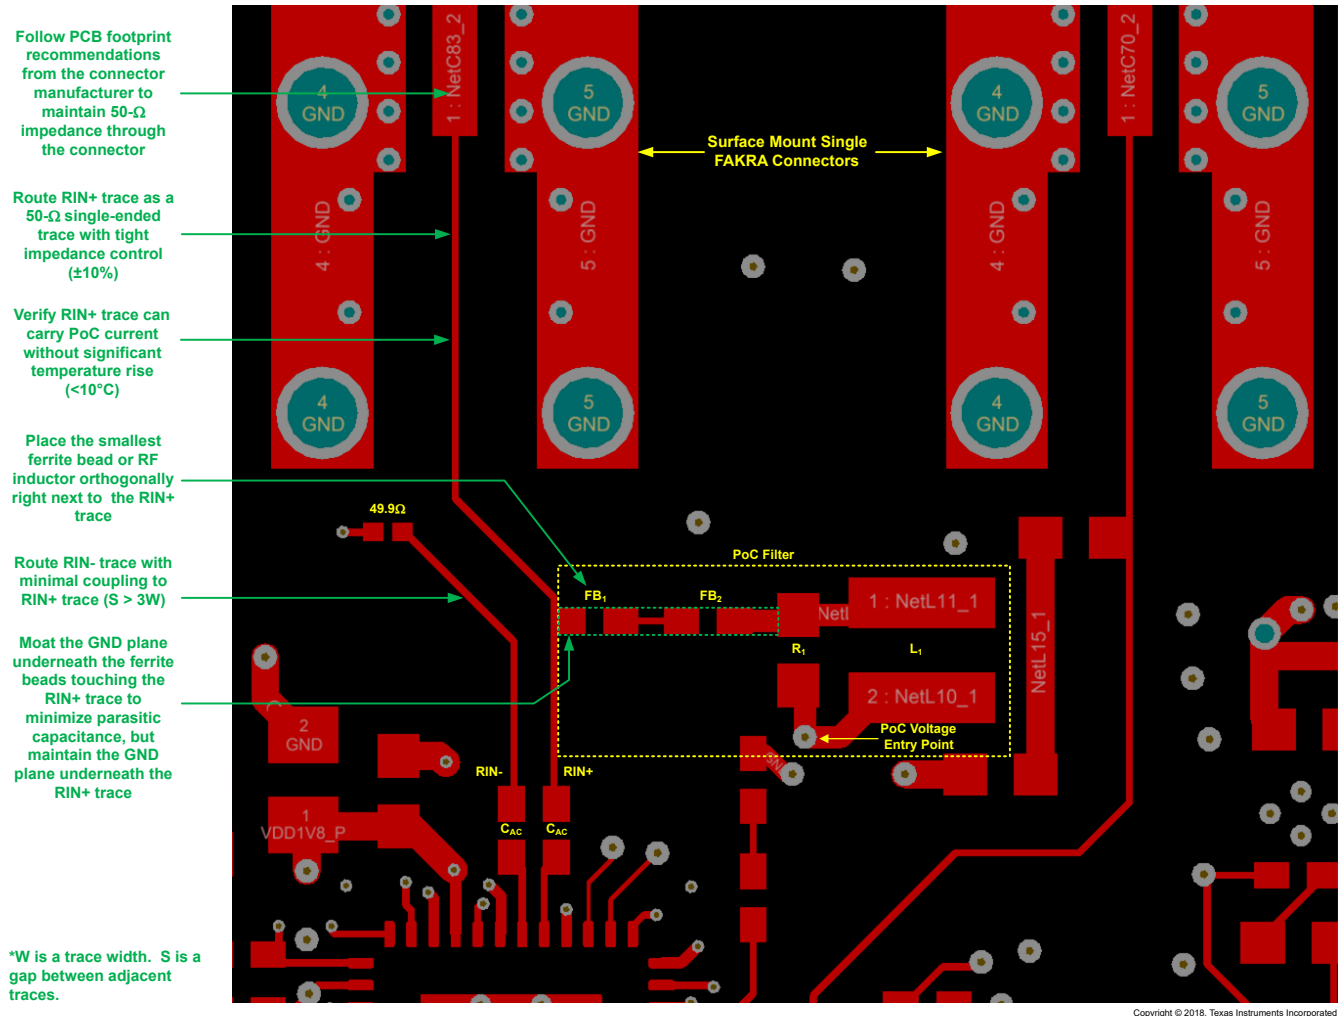 Follow PCB footprint
recommendations
from the connector
manufacturer to
maintain 50-Ω
impedance through
the connector
Route RIN+ trace as a
50-Ω single-ended
trace with tight
impedance control
(±10%)
Verify RIN+ trace can
carry PoC current
without significant
temperature rise
(<10°C)
Place the smallest
ferrite bead or RF
inductor orthogonally
right next to the RIN+
trace
Route RIN- trace with
minimal coupling to
RIN+ trace (S > 3W)
Moat the GND plane
underneath the ferrite
beads touching the
RIN+ trace to
minimize parasitic
capacitance, but
maintain the GND
plane underneath the
RIN+ trace
*W is a trace width. S is a
gap between adjacent
traces.
4
GND
1 : NetC83_2
5
GND
Surface Mount Single
FAKRA Connectors
4
GND
1 : NetC70_2
5
GND
4 : GND
5 : GND
4 : GND
5 : GND
4
GND
5
GND
4
GND
5
GND
49.9Ω
PoC Filter
FB1
FB2
NetL
1 : NetL11_1
R1
L1
NetL15_1
2 : NetL10_1
PoC Voltage
Entry Point
2
GND
RIN-
RIN+
1
VDD1V8_P
CAC
CAC
Copyright © 2018, Texas Instruments Incorporated